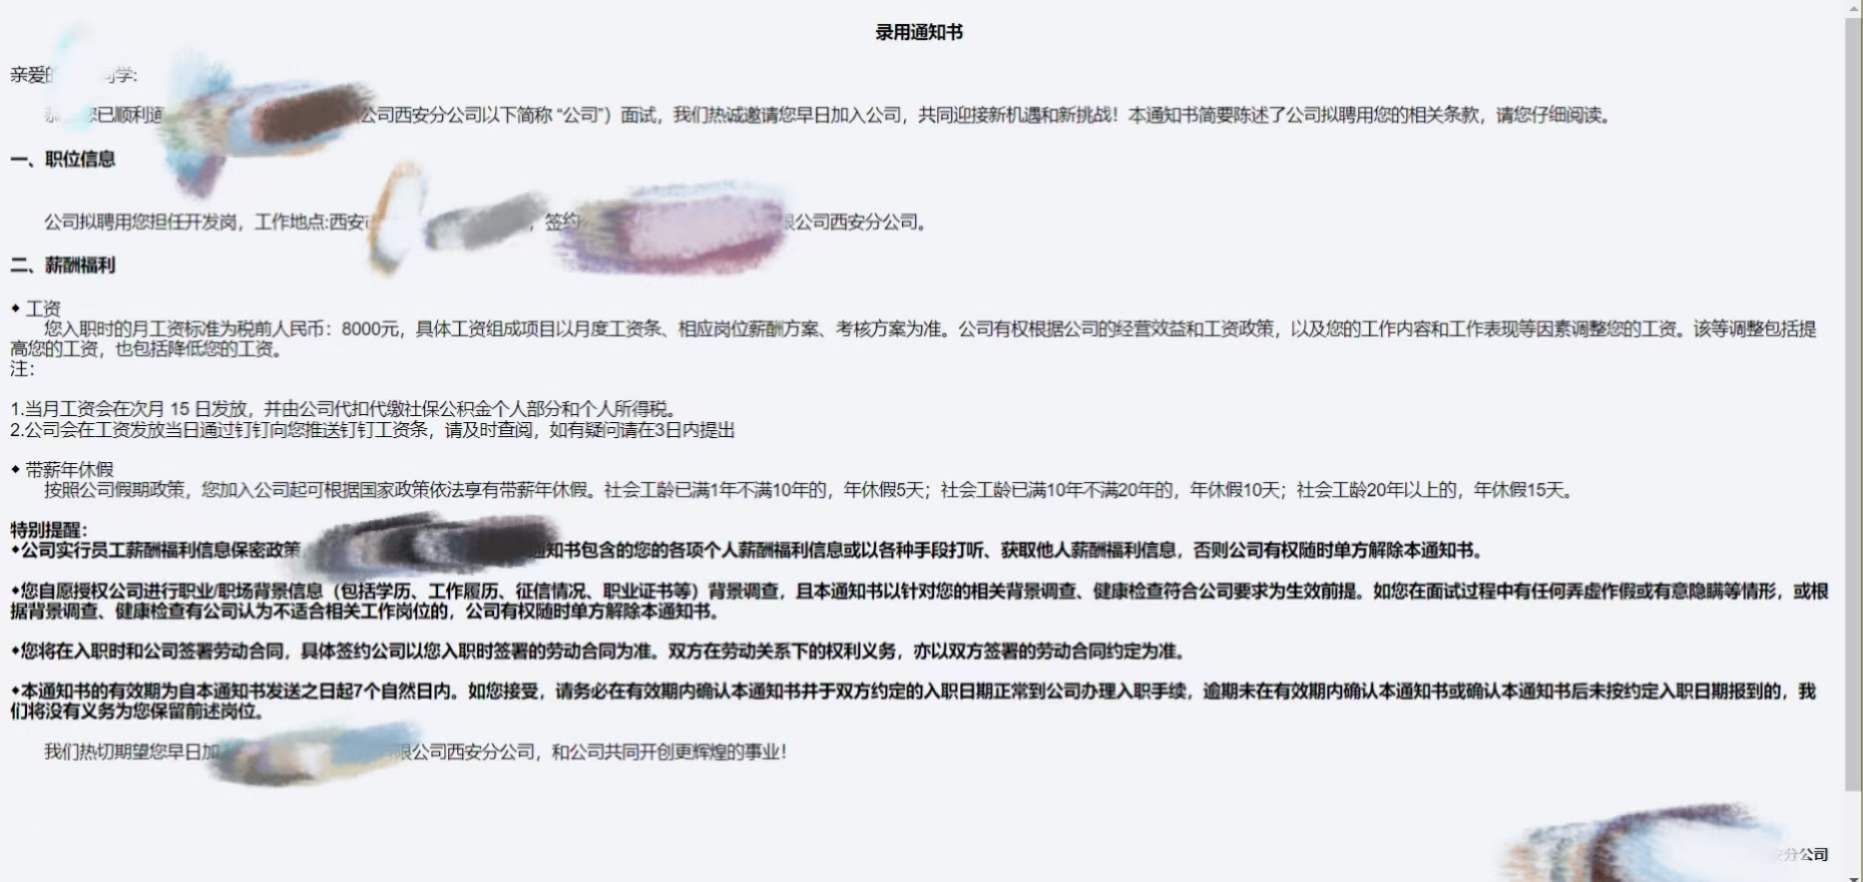 录用通知书
亲爱的 同学:
您已顺利通 公司西安分公司以下简称 “公司”）面试，我们热诚邀请您早日加入公司，共同迎接新机遇和新挑战！本通知书简要陈述了公司拟聘用您的相关条款，请您仔细阅读。
一、职位信息
公司拟聘用您担任开发岗，工作地点:西安 ，签约 限公司西安分公司。
二、薪酬福利
◆ 工资
您入职时的月工资标准为税前人民币：8000元，具体工资组成项目以月度工资条、相应岗位薪酬方案、考核方案为准。公司有权根据公司的经营效益和工资政策，以及您的工作内容和工作表现等因素调整您的工资。该等调整包括提
高您的工资，也包括降低您的工资。
注：
1.当月工资会在次月 15 日发放，并由公司代扣代缴社保公积金个人部分和个人所得税。
2.公司会在工资发放当日通过钉钉向您推送钉钉工资条，请及时查阅，如有疑问请在3日内提出
◆ 带薪年休假
按照公司假期政策，您加入公司起可根据国家政策依法享有带薪年休假。社会工龄已满1年不满10年的，年休假5天；社会工龄已满10年不满20年的，年休假10天；社会工龄20年以上的，年休假15天。
特别提醒：
◆公司实行员工薪酬福利信息保密政策 通知书包含的您的各项个人薪酬福利信息或以各种手段打听、获取他人薪酬福利信息，否则公司有权随时单方解除本通知书。
◆您自愿授权公司进行职业/职场背景信息（包括学历、工作履历、征信情况、职业证书等）背景调查，且本通知书以针对您的相关背景调查、健康检查符合公司要求为生效前提。如您在面试过程中有任何弄虚作假或有意隐瞒等情形，或根
据背景调查、健康检查有公司认为不适合相关工作岗位的，公司有权随时单方解除本通知书。
◆您将在入职时和公司签署劳动合同，具体签约公司以您入职时签署的劳动合同为准。双方在劳动关系下的权利义务，亦以双方签署的劳动合同约定为准。
◆本通知书的有效期为自本通知书发送之日起7个自然日内。如您接受，请务必在有效期内确认本通知书并于双方约定的入职日期正常到公司办理入职手续，逾期未在有效期内确认本通知书或确认本通知书后未按约定入职日期报到的，我
们将没有义务为您保留前述岗位。
我们热切期望您早日加 限公司西安分公司，和公司共同开创更辉煌的事业！
安分公司